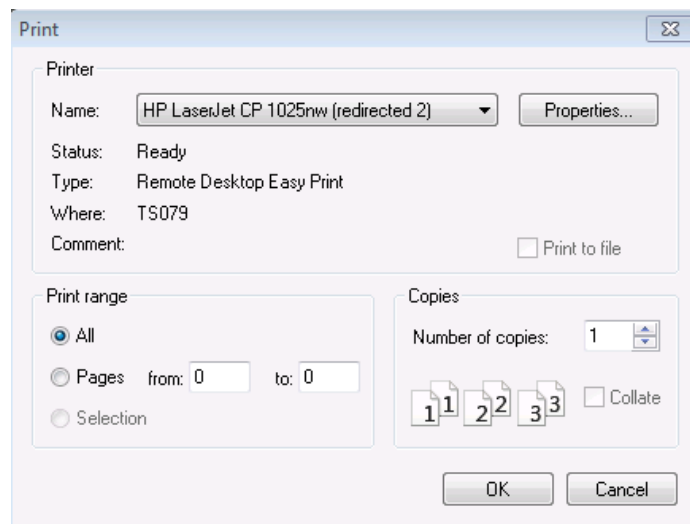 Print
Printer
Name: HP LaserJet CP 1025nw (redirected 2) Properties...
Status: Ready
Type: Remote Desktop Easy Print
Where: TS079
Comment:
Print to file
Print range
All
Pages from: 0 to: 0
Selection
Copies
Number of copies: 1
1 1 2 2 3 3 Collate
OK Cancel